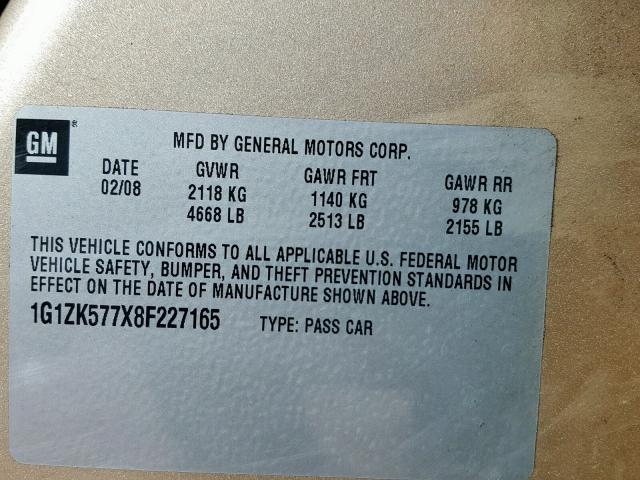 GM®
MFD BY GENERAL MOTORS CORP.
DATE GVWR GAWR FRT GAWR RR
02/08 2118 KG 1140 KG 978 KG
4668 LB 2513 LB 2155 LB
THIS VEHICLE CONFORMS TO ALL APPLICABLE U.S. FEDERAL MOTOR
VEHICLE SAFETY, BUMPER, AND THEFT PREVENTION STANDARDS IN
EFFECT ON THE DATE OF MANUFACTURE SHOWN ABOVE.
1G1ZK577X8F227165 TYPE: PASS CAR